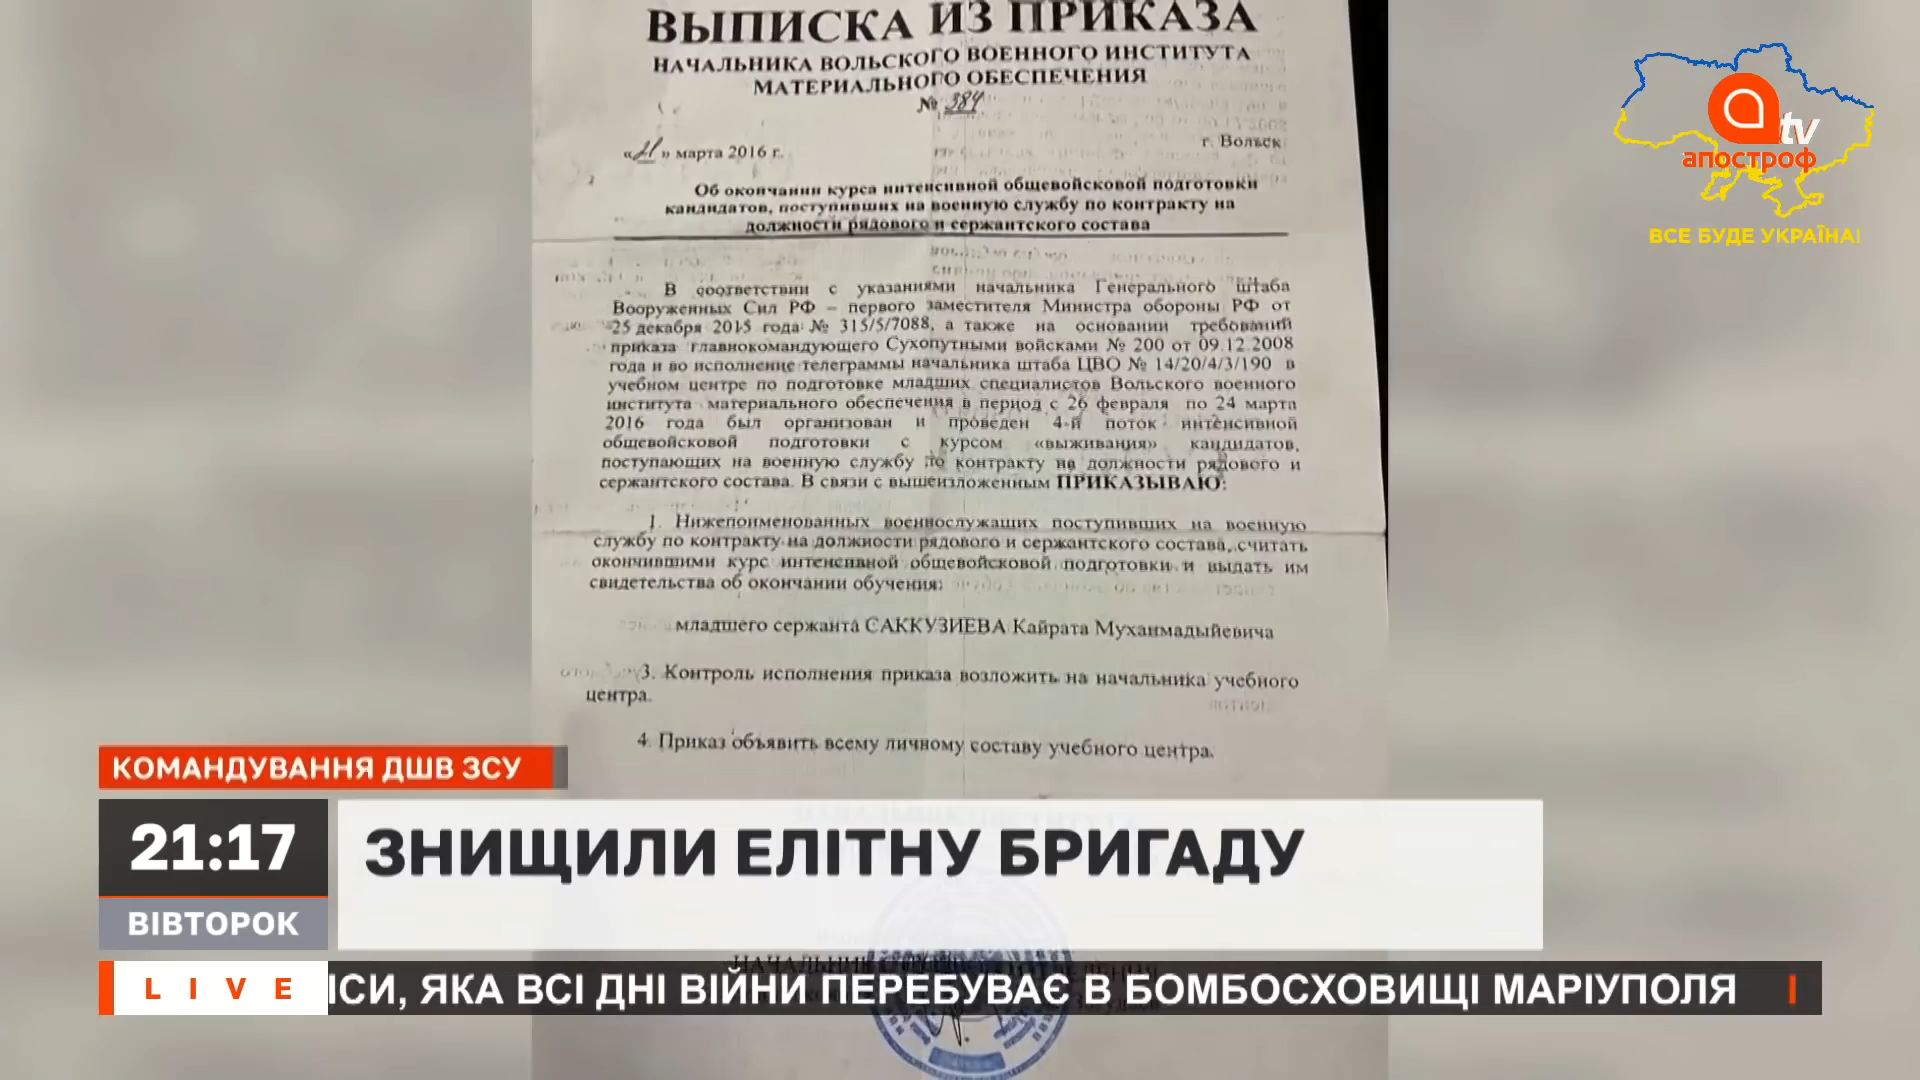 ВЫПИСКА ИЗ ПРИКАЗА
НАЧАЛЬНИКА ВОЛЬСКОГО ВОЕННОГО ИНСТИТУТА
МАТЕРИАЛЬНОГО ОБЕСПЕЧЕНИЯ
№ 384
«21» марта 2016 г.
г. Вольск
Об окончании курса интенсивной общевойсковой подготовки
кандидатов, поступивших на военную службу по контракту на
должности рядового и сержантского состава
В соответствии с указаниями начальника Генерального штаба
Вооруженных Сил РФ – первого заместителя Министра обороны РФ от
25 декабря 2015 года № 315/5/7088, а также на основании требований
приказа главнокомандующего Сухопутными войсками № 200 от 09.12.2008
года и во исполнение телеграммы начальника штаба ЦВО № 14/20/4/3/190 в
учебном центре по подготовке младших специалистов Вольского военного
института материального обеспечения в период с 26 февраля по 24 марта
2016 года был организован и проведен 4-й поток интенсивной
общевойсковой подготовки с курсом «выживания» кандидатов,
поступающих на военную службу по контракту на должности рядового и
сержантского состава. В связи с вышеизложенным ПРИКАЗЫВАЮ:
1. Нижепоименованных военнослужащих поступивших на военную
службу по контракту на должности рядового и сержантского состава, считать
окончившими курс интенсивной общевойсковой подготовки и выдать им
свидетельства об окончании обучения:
младшего сержанта САККУЗИЕВА Кайрата Муханмадыйевича
3. Контроль исполнения приказа возложить на начальника учебного
центра.
4. Приказ объявить всему личному составу учебного центра.
tv
апостроф
ВСЕ БУДЕ УКРАЇНА!
КОМАНДУВАННЯ ДШВ ЗСУ
21:17
ВІВТОРОК
ЗНИЩИЛИ ЕЛІТНУ БРИГАДУ
LIVE
ІСИ, ЯКА ВСІ ДНІ ВІЙНИ ПЕРЕБУВАЄ В БОМБОСХОВИЩІ МАРІУПОЛЯ